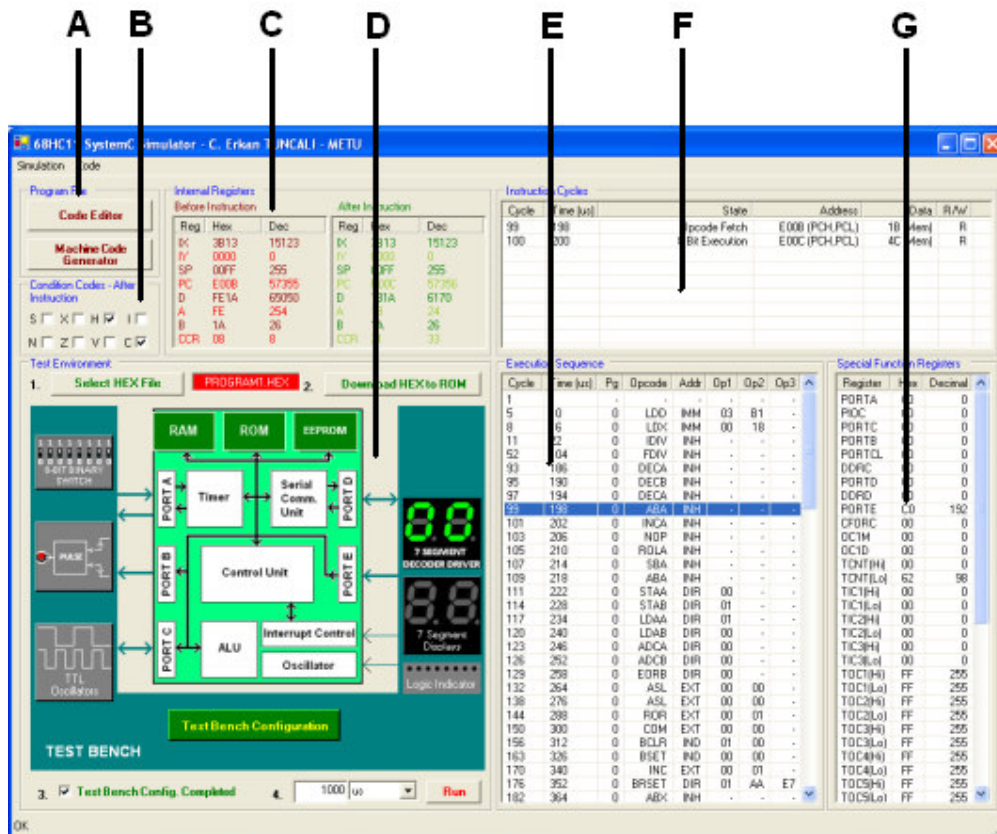 A B C D E F G
68HC11 SystemC Simulator - C. Erkan TUNCALI - METU
Simulation Code
Program File
Code Editor
Machine Code Generator
Condition Codes - After Instruction
S X H I
N Z V C
Internal Registers
Before Instruction
Reg Hex Dec
IX 3B13 15123
IY 0000 0
SP 00FF 255
PC E00B 57355
D FE1A 65050
A FE 254
B 1A 26
CCR 08 8
After Instruction
Reg Hex Dec
IX 3B13 15123
IY 0000 0
SP 00FF 255
PC E00C 57356
D 181A 6170
A 18 24
B 1A 26
CCR 21 33
Instruction Cycles
Cycle Time (us) State Address Data R/W
99 198 Opcode Fetch E00B (PCH,PCL) 1B Mem( R
100 200 Bit Execution E00C (PCH,PCL) 4C Mem( R
Test Environment
1. Select HEX File PROGRAM1.HEX 2. Download HEX to ROM
8-BIT BINARY SWITCH
PULSE
TTL Oscillators
RAM ROM EEPROM
PORT A
Timer
Serial Comm. Unit
PORT D
PORT B
Control Unit
PORT E
PORT C
ALU
Interrupt Control
Oscillator
7 SEGMENT DECODER DRIVER
7 Segment Displays
Logic Indicator
Test Bench Configuration
TEST BENCH
3. Test Bench Config. Completed 4. 1000 us Run
OK
Execution Sequence
Cycle Time (us) Pg Opcode Addr Op1 Op2 Op3
1 - - - - - -
5 10 0 LDD IMM 03 B1 -
8 16 0 LDX IMM 00 18 -
11 22 0 IDIV INH - - -
52 104 0 FDIV INH - - -
93 186 0 DECA INH - - -
95 190 0 DECB INH - - -
97 194 0 DECA INH - - -
99 198 0 ABA INH - - -
101 202 0 INCA INH - - -
103 206 0 NOP INH - - -
105 210 0 ROLA INH - - -
107 214 0 SBA INH - - -
109 218 0 ABA INH - - -
111 222 0 STAA DIR 00 - -
114 228 0 STAB DIR 01 - -
117 234 0 LDAA DIR 01 - -
120 240 0 LDAB DIR 00 - -
123 246 0 ADCA DIR 00 - -
126 252 0 ADCB DIR 00 - -
129 258 0 EORB DIR 00 - -
132 264 0 ASL EXT 00 00 -
138 276 0 ASL EXT 00 00 -
144 288 0 ROR EXT 00 01 -
150 300 0 COM EXT 00 00 -
156 312 0 BCLR IND 01 00 -
163 326 0 BSET IND 00 00 -
170 340 0 INC EXT 00 01 -
176 352 0 BRSET DIR 01 AA E7
182 364 0 ABX INH - - -
Special Function Registers
Register Hex Decimal
PORTA 00 0
PIOC 00 0
PORTC 00 0
PORTB 00 0
PORTCL 00 0
DDRC 00 0
PORTD 00 0
DDRD 00 0
PORTE C0 192
CFORC 00 0
OC1M 00 0
OC1D 00 0
TCNT(Hi) 00 0
TCNT(Lo) 62 98
TIC1(Hi) 00 0
TIC1(Lo) 00 0
TIC2(Hi) 00 0
TIC2(Lo) 00 0
TIC3(Hi) 00 0
TIC3(Lo) 00 0
TOC1(Hi) FF 255
TOC1(Lo) FF 255
TOC2(Hi) FF 255
TOC2(Lo) FF 255
TOC3(Hi) FF 255
TOC3(Lo) FF 255
TOC4(Hi) FF 255
TOC4(Lo) FF 255
TOC5(Hi) FF 255
TOC5(Lo) FF 255